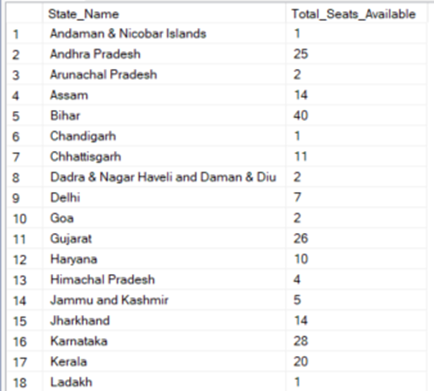 State_Name Total_Seats_Available
1 Andaman & Nicobar Islands 1
2 Andhra Pradesh 25
3 Arunachal Pradesh 2
4 Assam 14
5 Bihar 40
6 Chandigarh 1
7 Chhattisgarh 11
8 Dadra & Nagar Haveli and Daman & Diu 2
9 Delhi 7
10 Goa 2
11 Gujarat 26
12 Haryana 10
13 Himachal Pradesh 4
14 Jammu and Kashmir 5
15 Jharkhand 14
16 Karnataka 28
17 Kerala 20
18 Ladakh 1